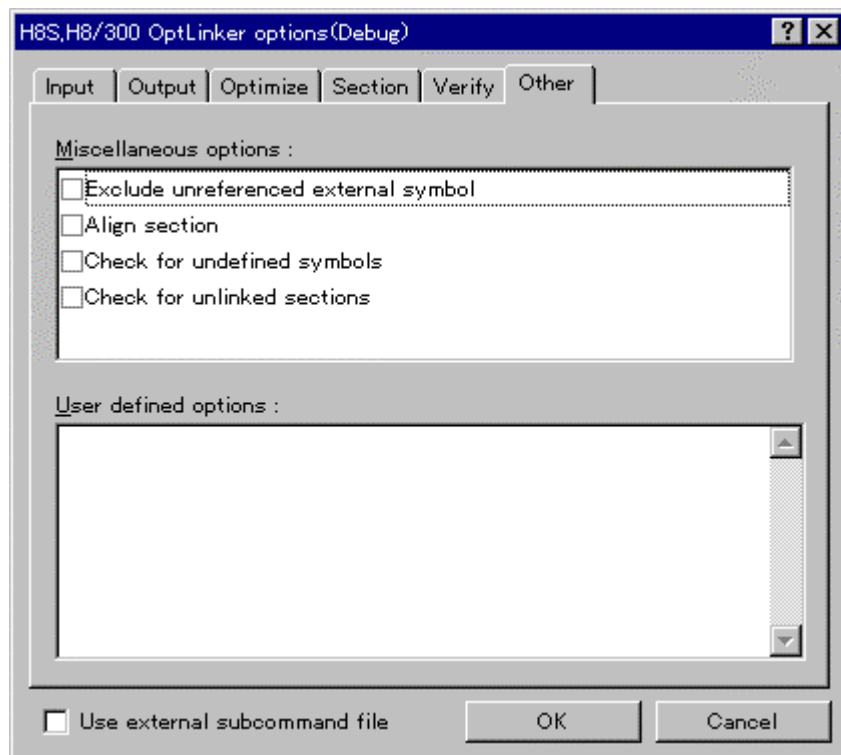 H8S,H8/300 OptLinker options(Debug)
Input Output Optimize Section Verify Other
Miscellaneous options :
Exclude unreferenced external symbol
Align section
Check for undefined symbols
Check for unlinked sections
User defined options :
Use external subcommand file OK Cancel